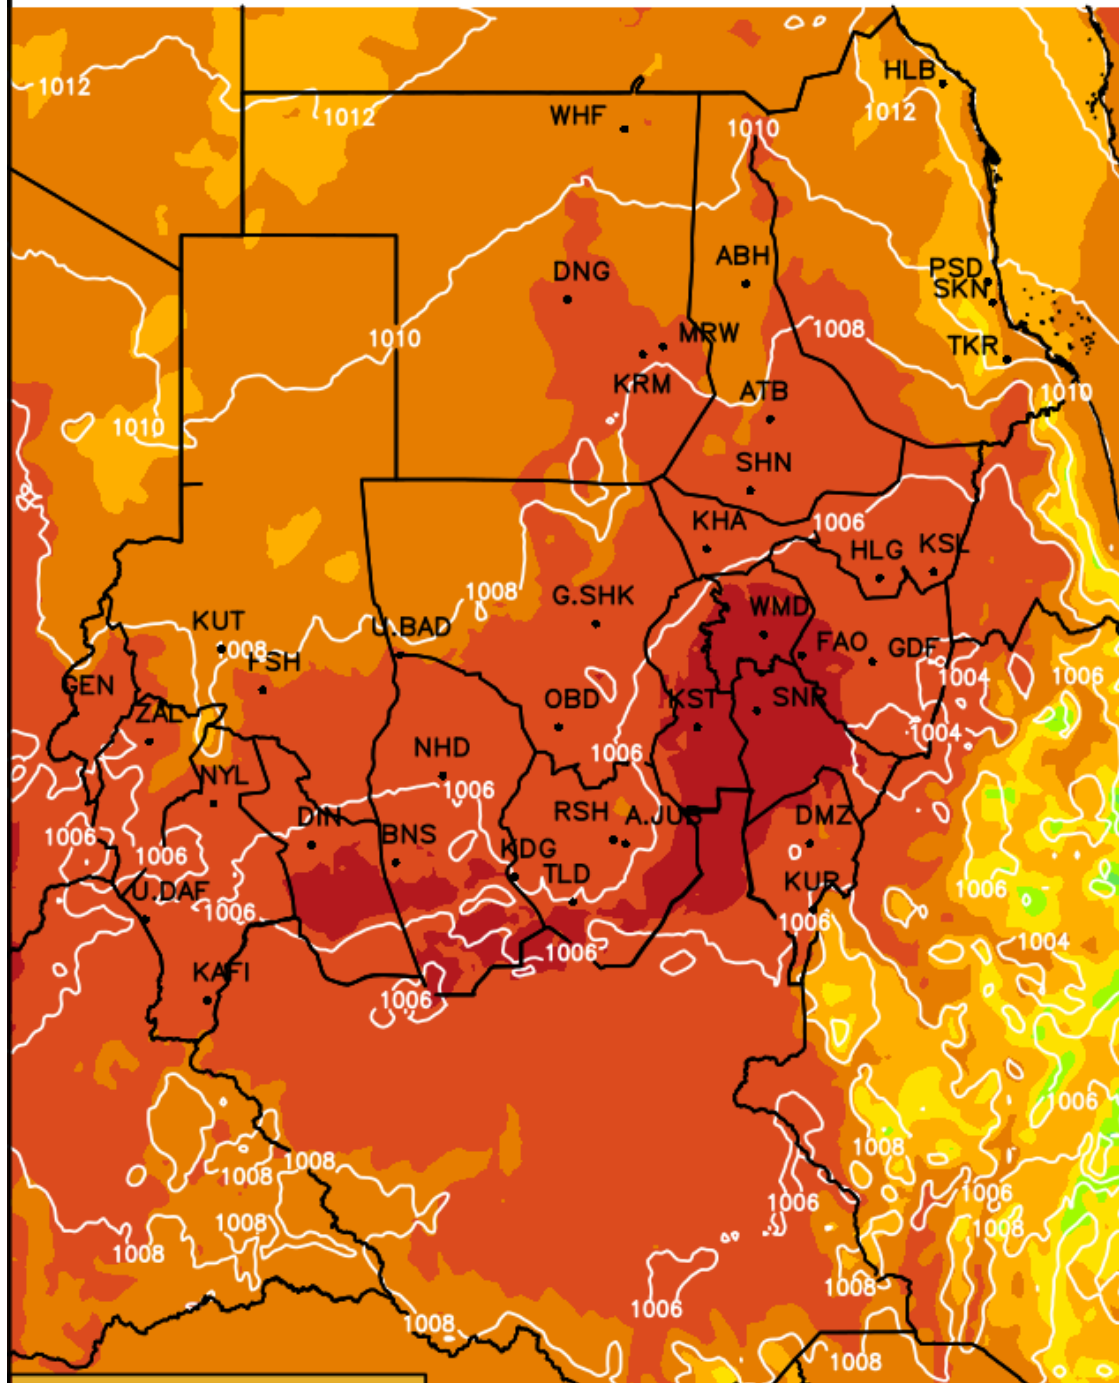 HLB
1012
1012
1012
WHF
1010
ABH
DNG
PSD
SKN
1008
MRW
1010
TKR
KRM
ATB
1010
1010
SHN
KHA
1006
HLG
KSL
1008
G.SHK
WMD
KUT
U.BAD
FAO
GDF
1008
FSH
GEN
1004
1006
OBD
KST
SNR
ZAL
1004
NHD
1006
NYL
RSH
A.JUB
DMZ
DIN
1006
BNS
KDG
1006
1006
TLD
KUR
U.DAF
1006
1006
1006
1004
1006
KAFI
1006
1006
1008
1008
1008
1006
1006
1008
1008
1008
1008
1006
1008
1008